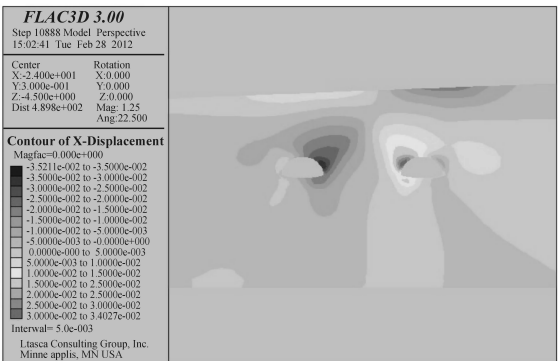 FLAC3D 3.00
Step 10888 Model Perspective
15:02:41 Tue Feb 28 2012
Center Rotation
X:-2.400e+001 X:0.000
Y:3.000e-001 Y:0.000
Z:-4.500e+000 Z:0.000
Dist 4.898e+002 Mag: 1.25
Ang:22.500
Contour of X-Displacement
Magfac=0.000e+000
-3.5211e-002 to -3.5000e-002
-3.5000e-002 to -3.0000e-002
-3.0000e-002 to -2.5000e-002
-2.5000e-002 to -2.0000e-002
-2.0000e-002 to -1.5000e-002
-1.5000e-002 to -1.0000e-002
-1.0000e-002 to -5.0000e-003
-5.0000e-003 to -0.0000e+000
0.0000e+000 to 5.0000e-003
5.0000e-003 to 1.0000e-002
1.0000e-002 to 1.5000e-002
1.5000e-002 to 2.5000e-002
2.0000e-002 to 2.5000e-002
2.5000e-002 to 3.0000e-002
3.0000e-002 to 3.4027e-002
Interwal= 5.0e-003
Ltasca Consulting Group, Inc.
Minne applis, MN USA